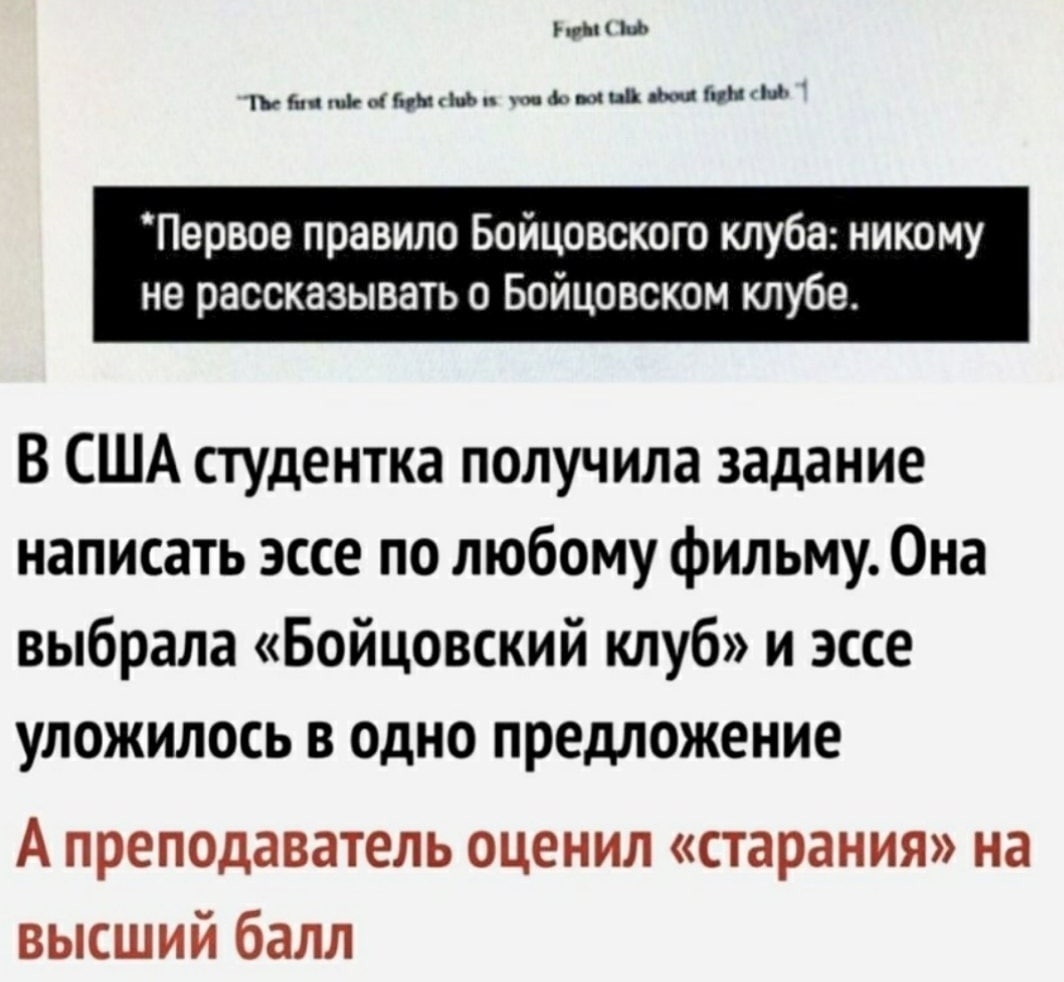 Fight Club
"The first rule of fight club is: you do not talk about fight club."
*Первое правило Бойцовского клуба: никому
не рассказывать о Бойцовском клубе.
В США студентка получила задание
написать эссе по любому фильму. Она
выбрала «Бойцовский клуб» и эссе
уложилось в одно предложение
А преподаватель оценил «старания» на
высший балл